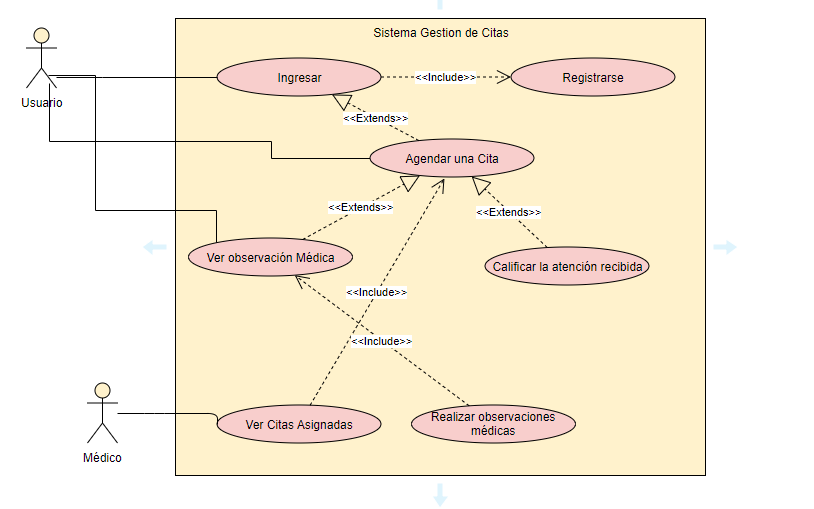 Sistema Gestion de Citas
Usuario
Ingresar
<<Include>>
Registrarse
<<Extends>>
Agendar una Cita
<<Extends>>
<<Extends>>
Ver observación Médica
Calificar la atención recibida
<<Include>>
<<Include>>
Médico
Ver Citas Asignadas
Realizar observaciones
médicas